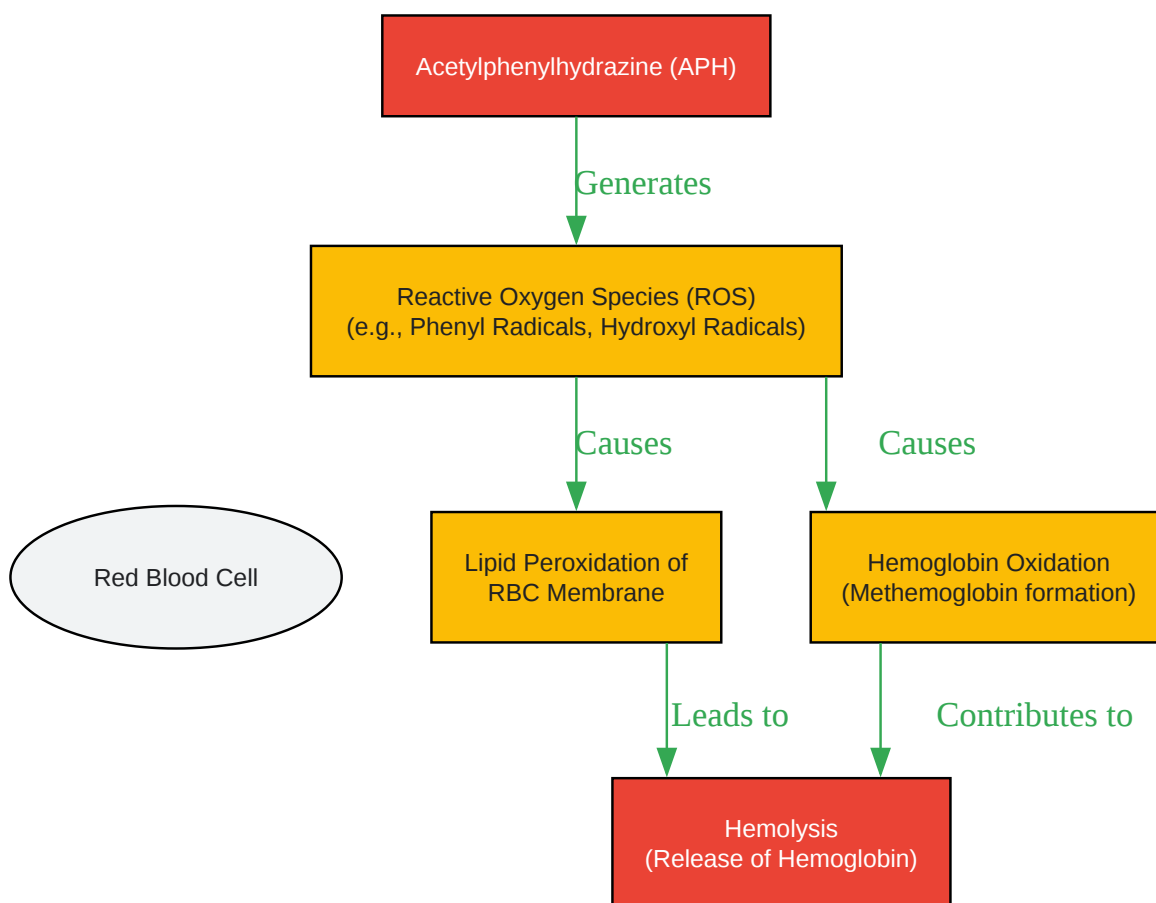 Acetylphenylhydrazine (APH)
Generates
Reactive Oxygen Species (ROS)
(e.g., Phenyl Radicals, Hydroxyl Radicals)
Causes
Causes
Red Blood Cell
Lipid Peroxidation of
RBC Membrane
Hemoglobin Oxidation
(Methemoglobin formation)
Leads to
Contributes to
Hemolysis
(Release of Hemoglobin)